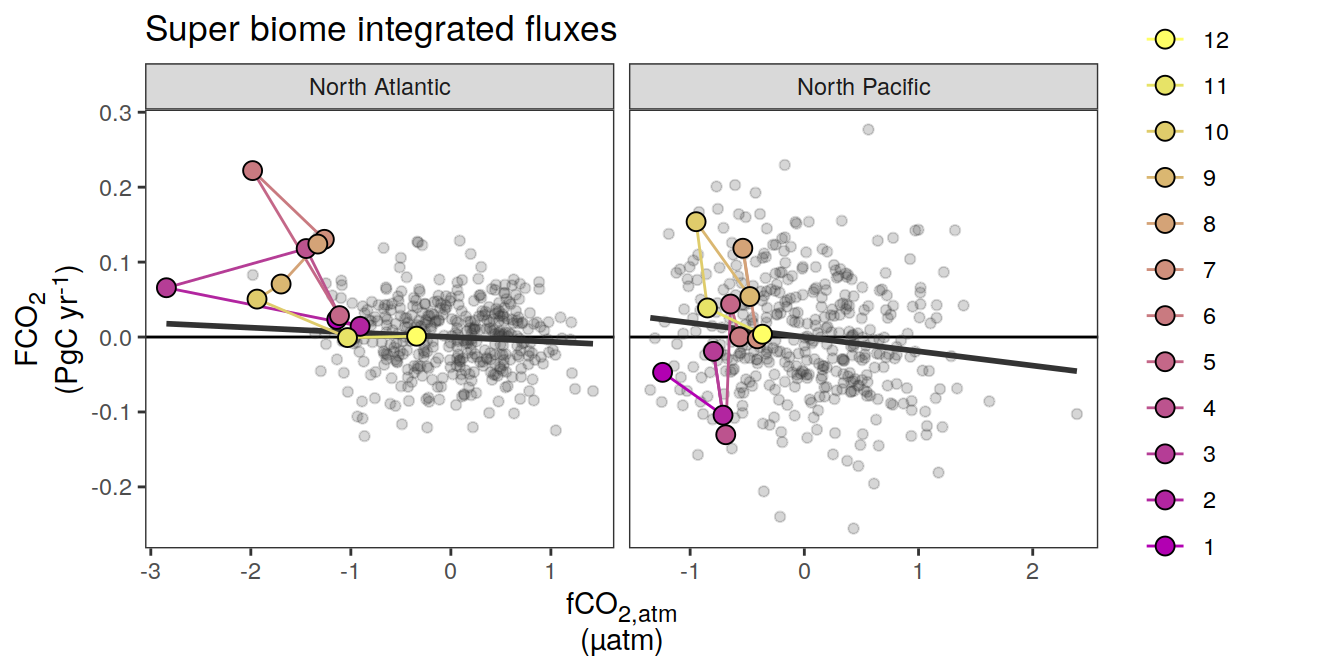 Super biome integrated fluxes
North Atlantic
North Pacific
FCO₂
(PgC yr⁻¹)
0.3
0.2
0.1
0.0
-0.1
-0.2
-3 -2 -1 0 1
-1 0 1 2
fCO₂,ₐₜₘ
(µatm)
12
11
10
9
8
7
6
5
4
3
2
1